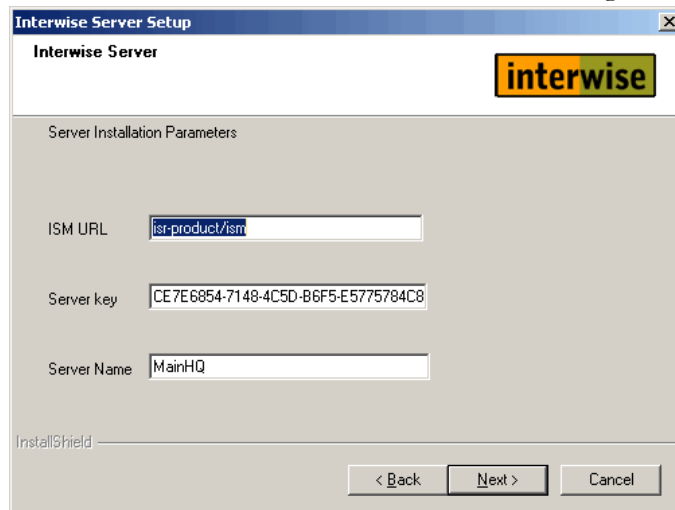 Interwise Server Setup
Interwise Server
interwise
Server Installation Parameters
ISM URL
isr-product/ism
Server key
CE7E6854-7148-4C5D-B6F5-E5775784C8
Server Name
MainHQ
InstallShield
< Back
Next >
Cancel